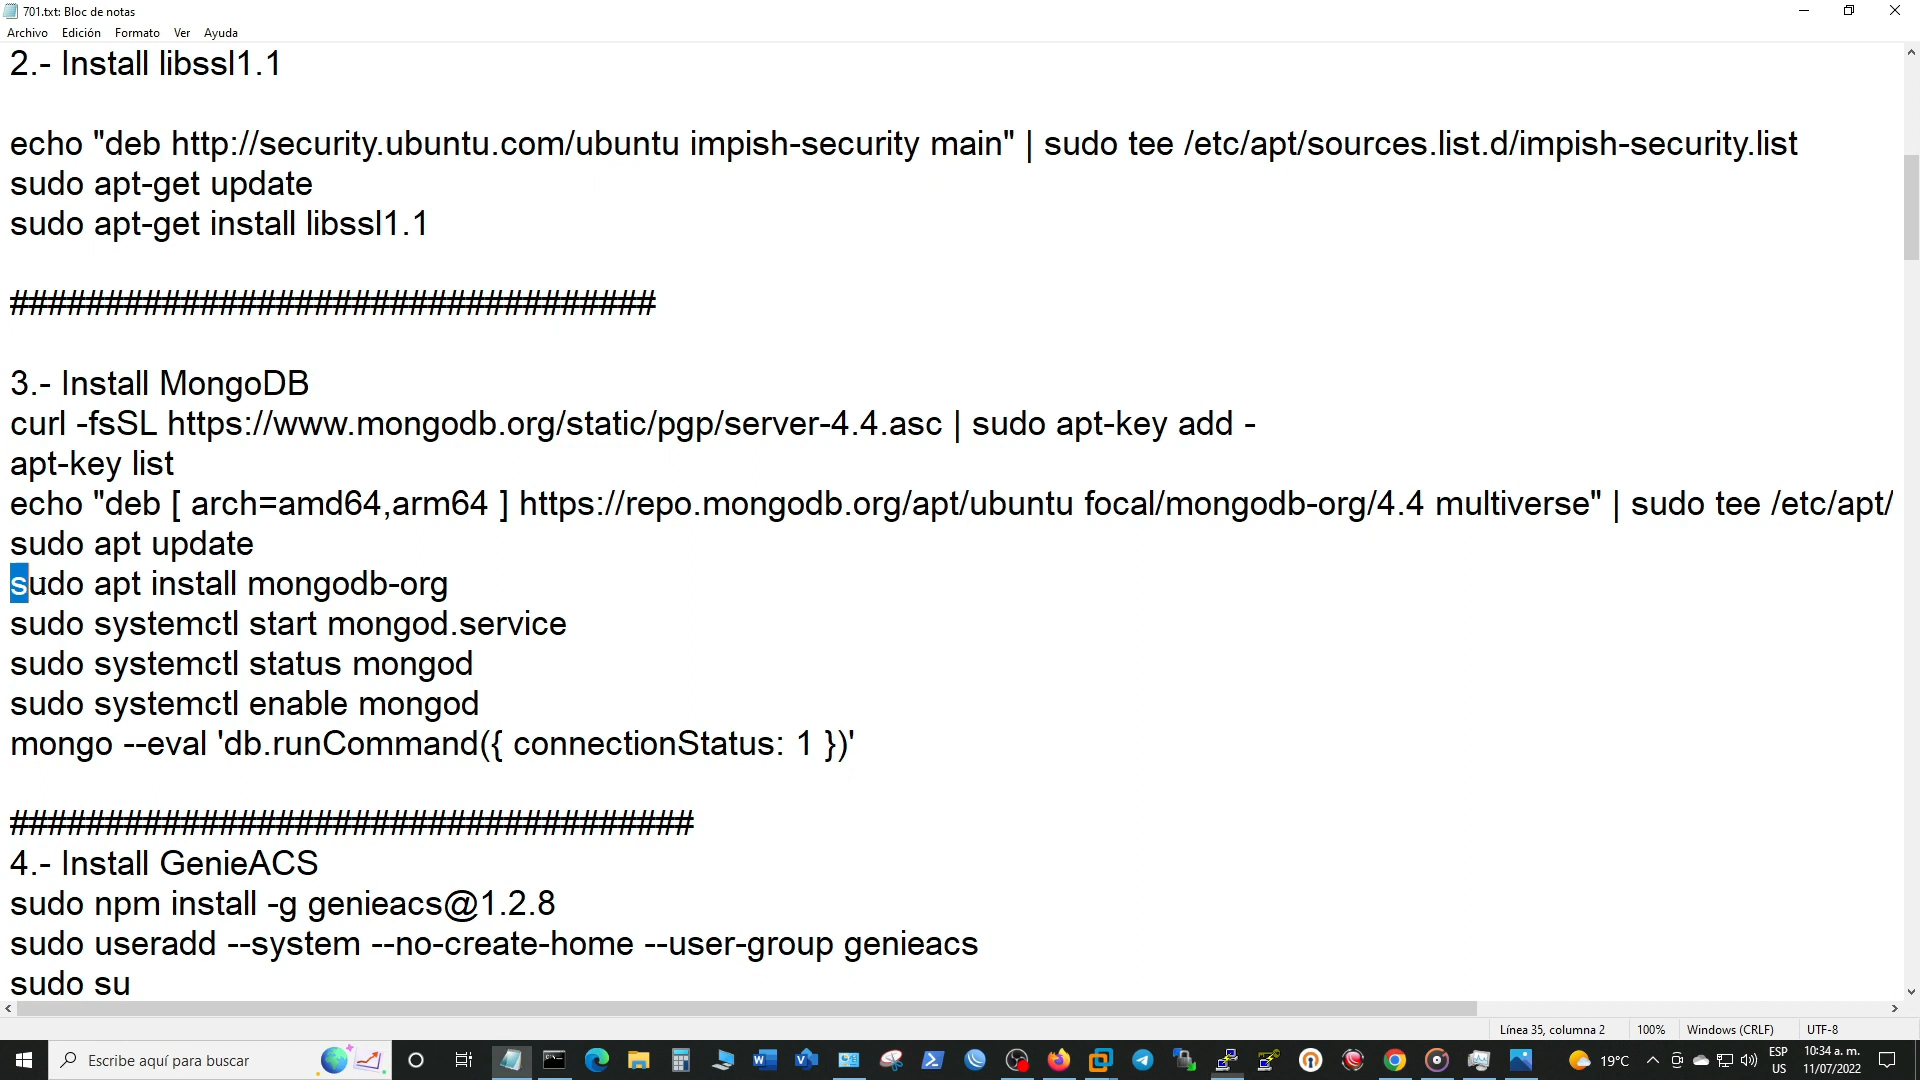 701.txt: Bloc de notas
Archivo Edición Formato Ver Ayuda
2.- Install libssl1.1
echo "deb http://security.ubuntu.com/ubuntu impish-security main" | sudo tee /etc/apt/sources.list.d/impish-security.list
sudo apt-get update
sudo apt-get install libssl1.1
###################################
3.- Install MongoDB
curl -fsSL https://www.mongodb.org/static/pgp/server-4.4.asc | sudo apt-key add -
apt-key list
echo "deb [ arch=amd64,arm64 ] https://repo.mongodb.org/apt/ubuntu focal/mongodb-org/4.4 multiverse" | sudo tee /etc/apt/
sudo apt update
sudo apt install mongodb-org
sudo systemctl start mongod.service
sudo systemctl status mongod
sudo systemctl enable mongod
mongo --eval 'db.runCommand({ connectionStatus: 1 })'
#####################################
4.- Install GenieACS
sudo npm install -g genieacs@1.2.8
sudo useradd --system --no-create-home --user-group genieacs
sudo su
Línea 35, columna 2 100% Windows (CRLF) UTF-8
Escribe aquí para buscar
19°C
ESP
US
10:34 a. m.
11/07/2022